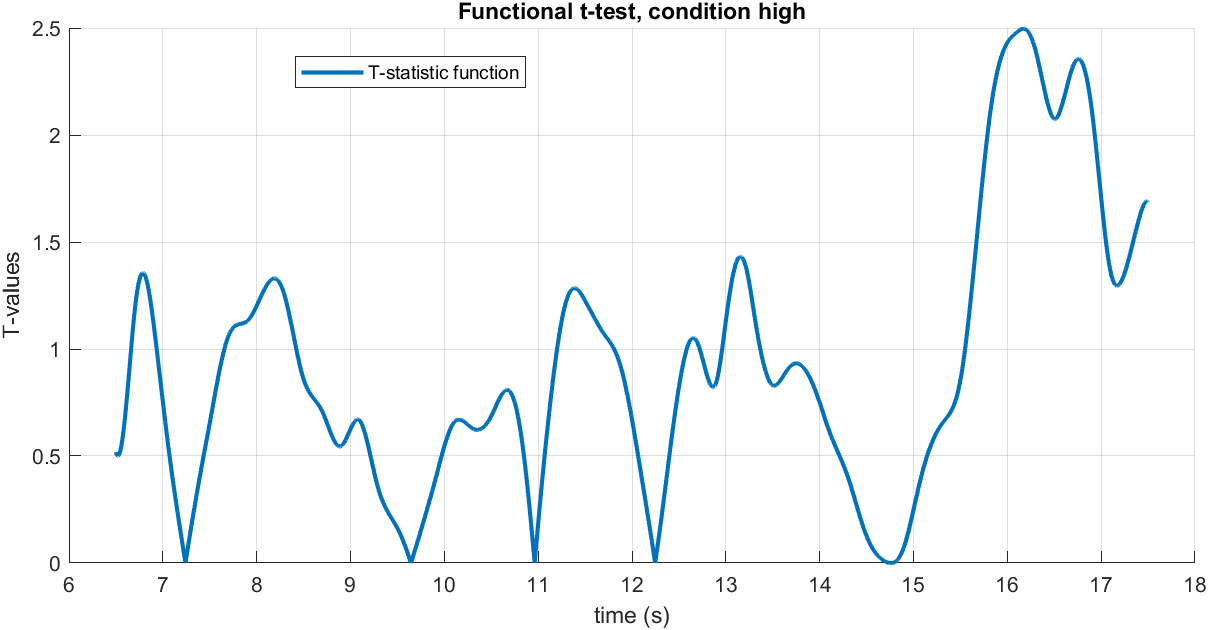 Functional t-test, condition high
T-statistic function
T-values
2.5
2
1.5
1
0.5
0
6 7 8 9 10 11 12 13 14 15 16 17 18
time (s)